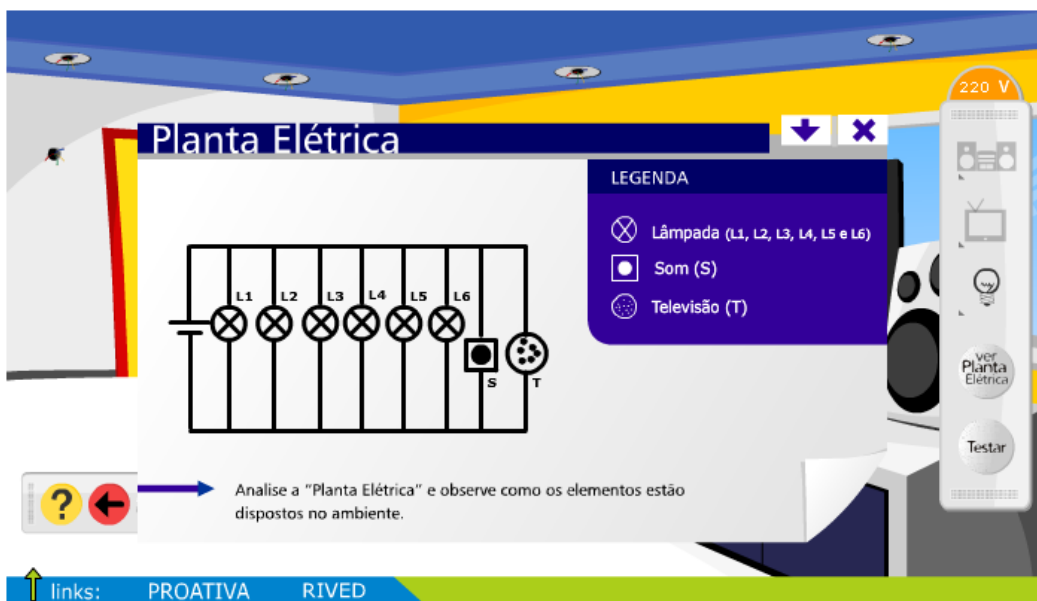 220 V
Planta Elétrica
LEGENDA
Lâmpada (L1, L2, L3, L4, L5 e L6)
Som (S)
Televisão (T)
L1 L2 L3 L4 L5 L6
S T
ver
Planta
Elétrica
Testar
?
Analise a “Planta Elétrica” e observe como os elementos estão
dispostos no ambiente.
links: PROATIVA RIVED